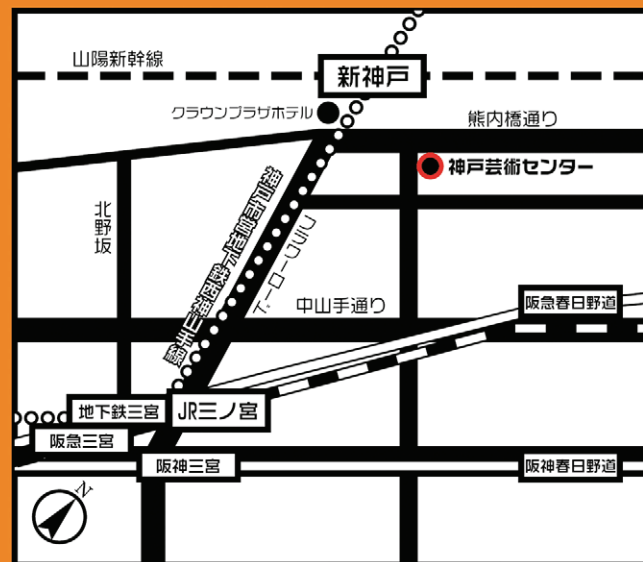 山陽新幹線
新神戸
クラウンプラザホテル
熊内橋通り
神戸芸術センター
北野坂
神戸市営地下鉄西神山手線
フラワーロード
中山手通り
阪急春日野道
地下鉄三宮
JR三ノ宮
阪急三宮
阪神三宮
阪神春日野道
N